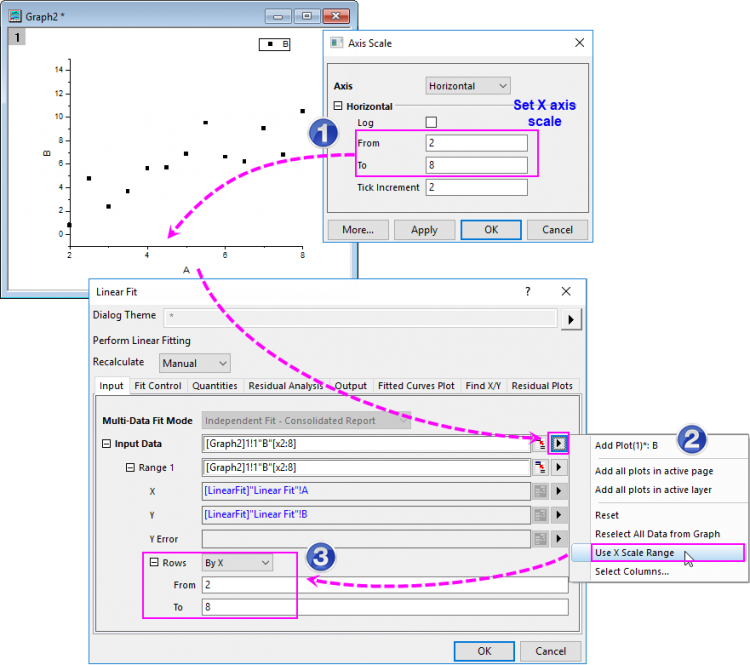 Graph2 *
1
B
14
12
10
8
6
4
2
0
B
2
4
6
8
A
Axis Scale
Axis
Horizontal
Horizontal
Set X axis
scale
Log
1
From
2
To
8
Tick Increment
2
More...
Apply
OK
Cancel
Linear Fit
?
Dialog Theme
*
Perform Linear Fitting
Recalculate
Manual
Input
Fit Control
Quantities
Residual Analysis
Output
Fitted Curves Plot
Find X/Y
Residual Plots
Multi-Data Fit Mode
Independent Fit - Consolidated Report
Input Data
[Graph2]1!1"B"[x2:8]
Range 1
[Graph2]1!1"B"[x2:8]
X
[LinearFit]"Linear Fit"!A
Y
[LinearFit]"Linear Fit"!B
Y Error
Rows
By X
3
From
2
To
8
OK
Cancel
2
Add Plot(1)*: B
Add all plots in active page
Add all plots in active layer
Reset
Reselect All Data from Graph
Use X Scale Range
Select Columns...